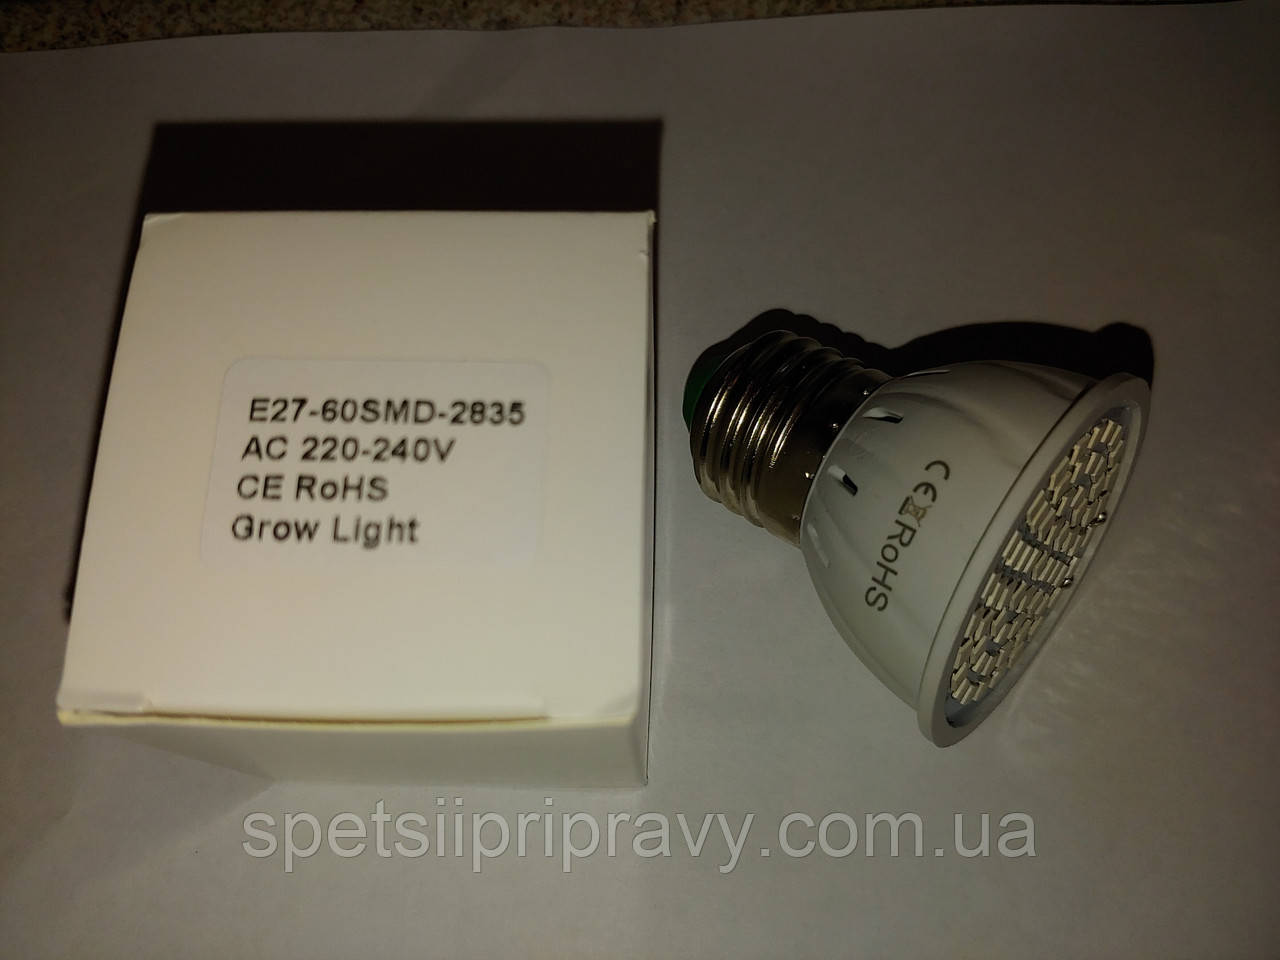 E27-60SMD-2835
AC 220-240V
CE RoHS
Grow Light
CE RoHS
spetsiipripravy.com.ua